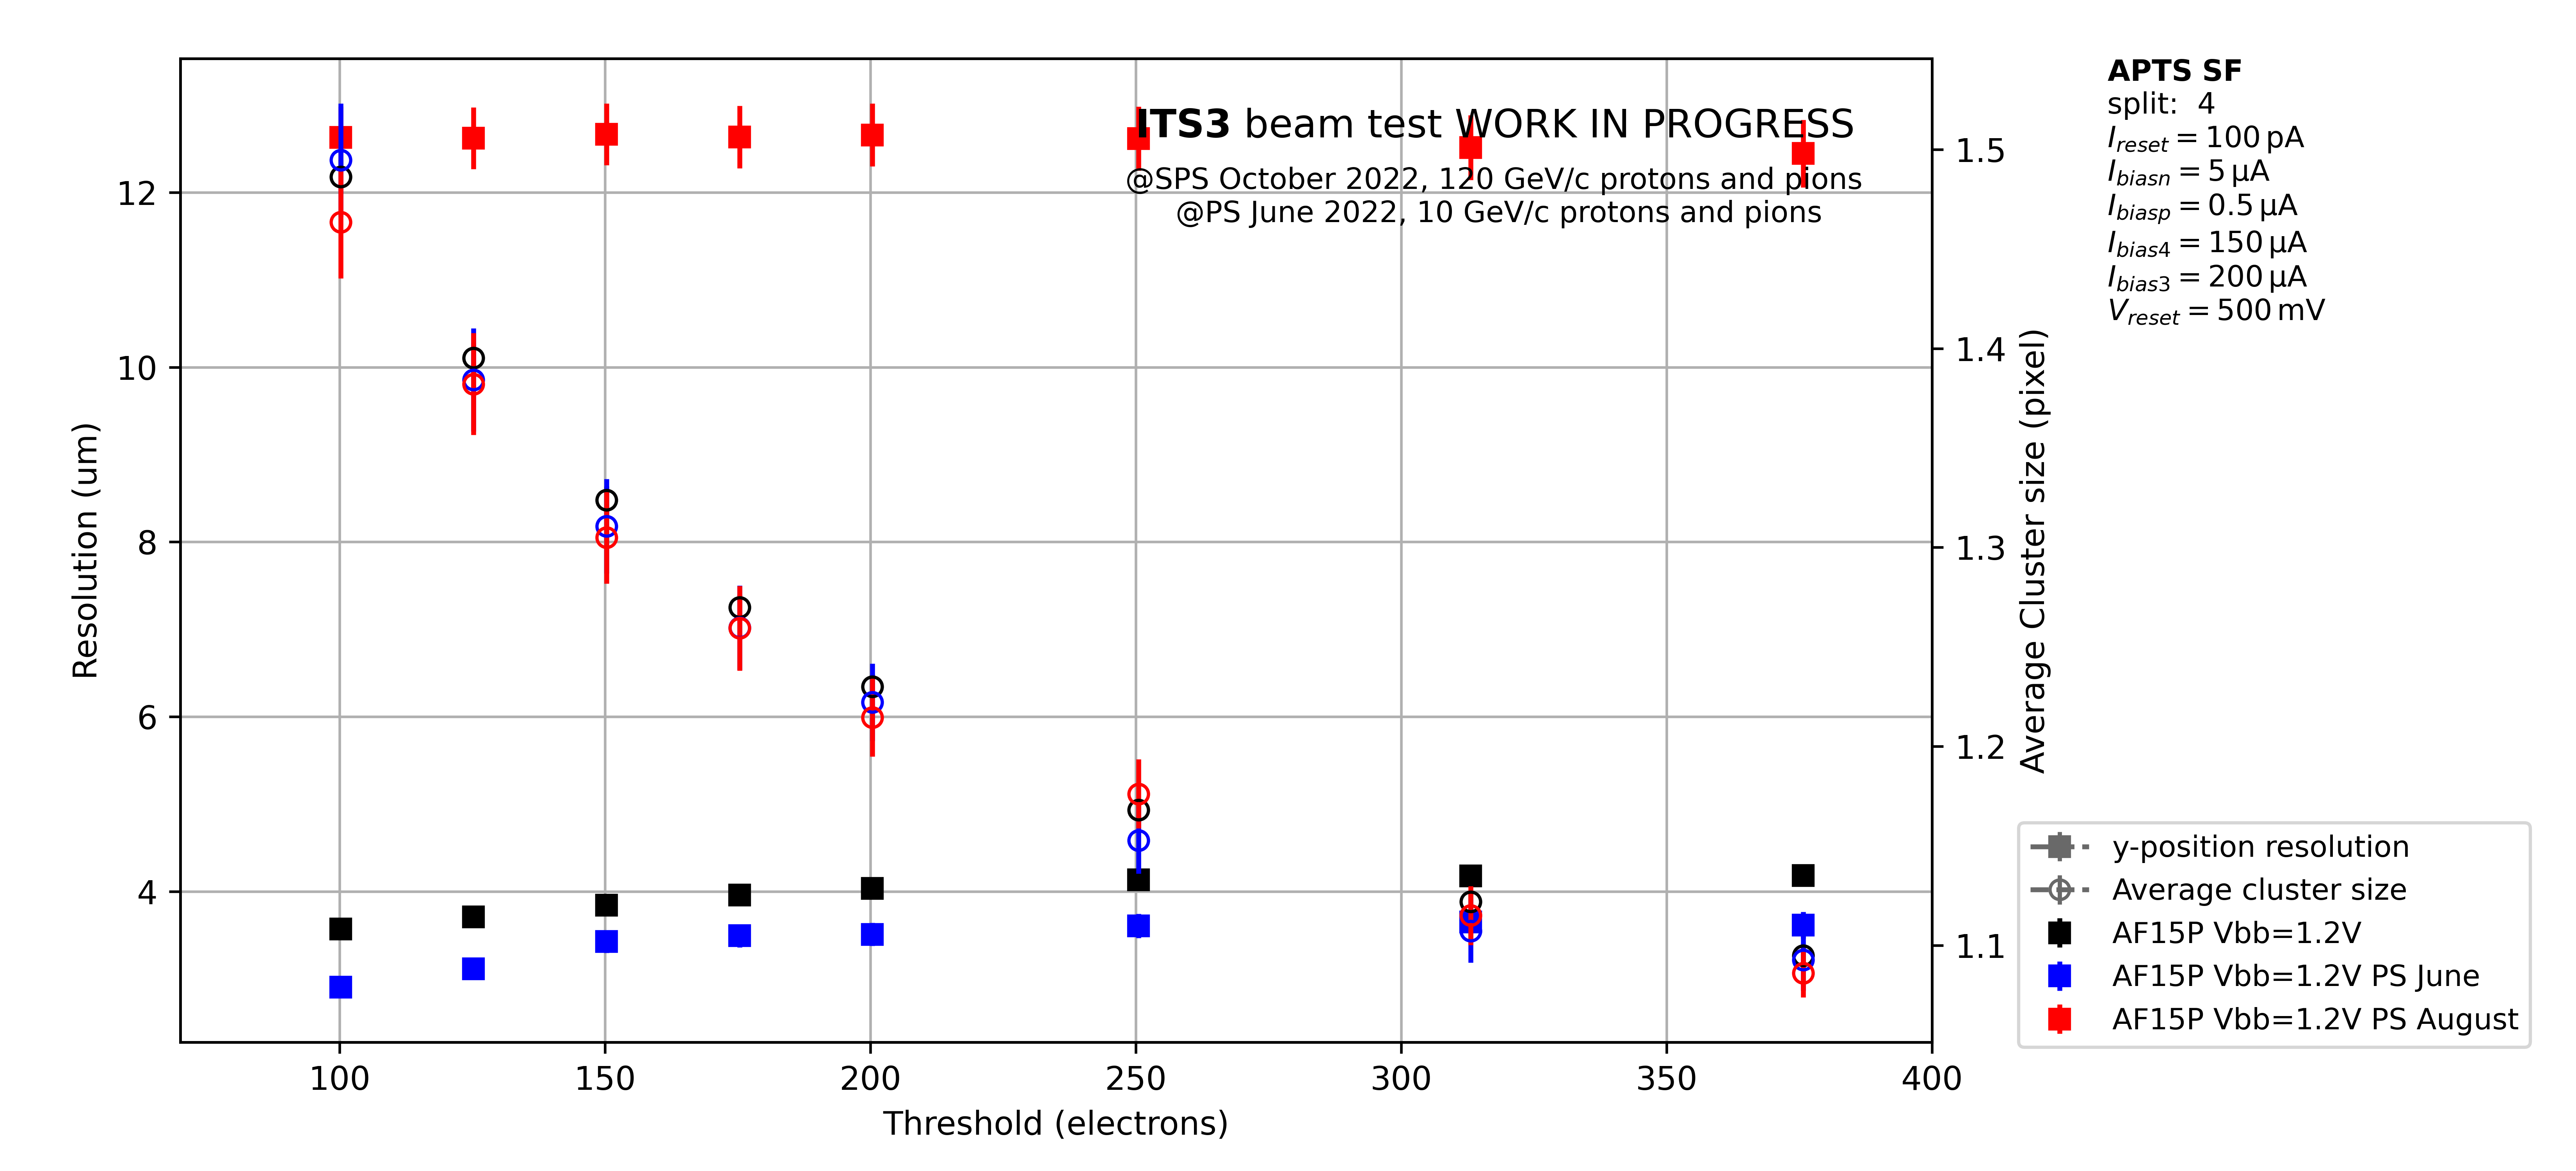 ITS3 beam test WORK IN PROGRESS
@SPS October 2022, 120 GeV/c protons and pions
@PS June 2022, 10 GeV/c protons and pions
12
10
8
6
4
Resolution (um)
100
150
200
250
300
350
400
Threshold (electrons)
1.5
1.4
1.3
1.2
1.1
Average Cluster size (pixel)
APTS SF
split: 4
I_reset = 100 pA
I_biasn = 5 µA
I_biasp = 0.5 µA
I_bias4 = 150 µA
I_bias3 = 200 µA
V_reset = 500 mV
y-position resolution
Average cluster size
AF15P Vbb=1.2V
AF15P Vbb=1.2V PS June
AF15P Vbb=1.2V PS August